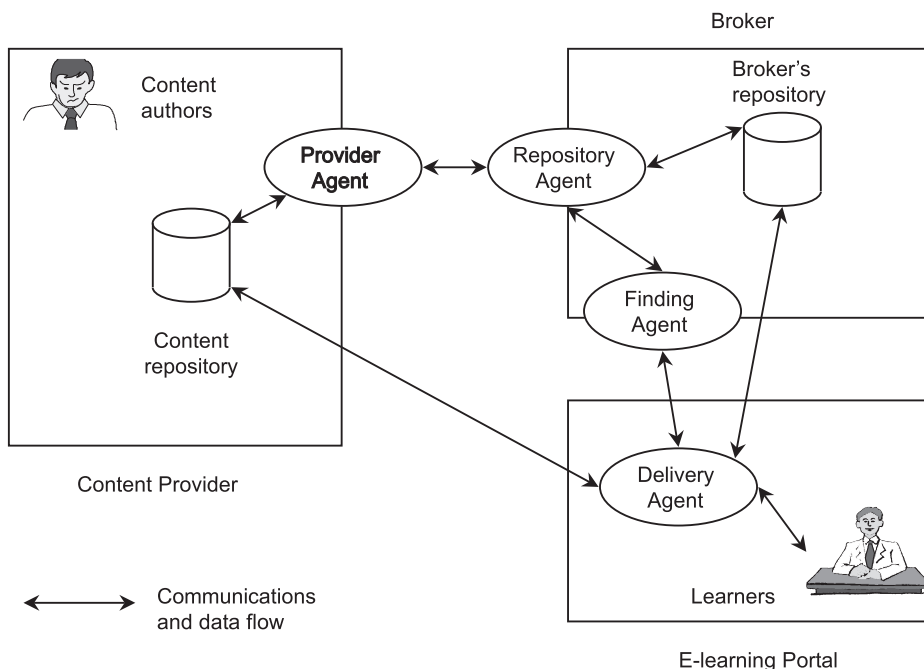 Broker
Content
authors
Broker's
repository
Provider
Agent
Repository
Agent
Finding
Agent
Content
repository
Content Provider
Delivery
Agent
Communications
and data flow
Learners
E-learning Portal